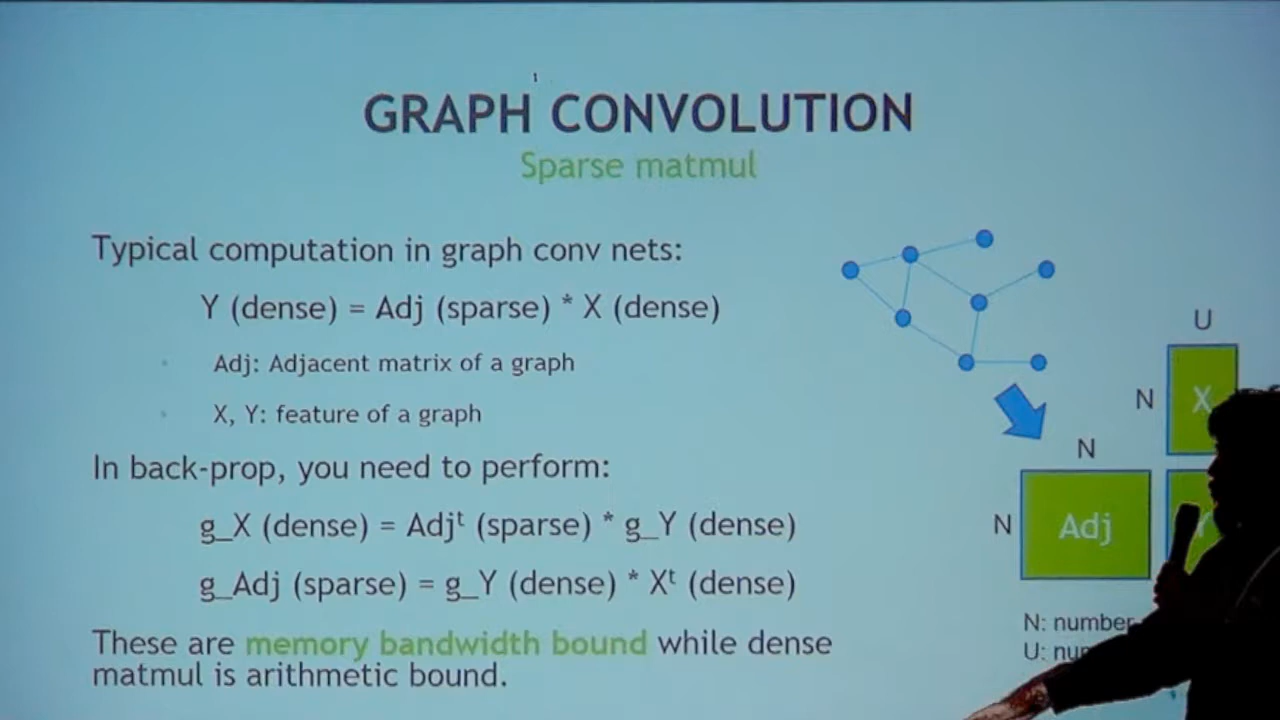 GRAPH CONVOLUTION
Sparse matmul
Typical computation in graph conv nets:
Y (dense) = Adj (sparse) * X (dense)
Adj: Adjacent matrix of a graph
X, Y: feature of a graph
In back-prop, you need to perform:
g_X (dense) = Adjᵗ (sparse) * g_Y (dense)
g_Adj (sparse) = g_Y (dense) * Xᵗ (dense)
These are memory bandwidth bound while dense
matmul is arithmetic bound.
U
N
X
N
N
Adj
Y
N: number
U: